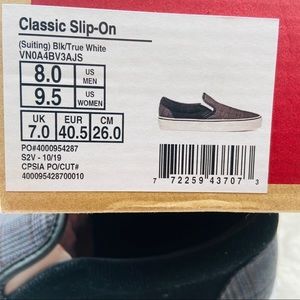 Classic Slip-On
(Suiting) Blk/True White
VN0A4BV3AJS
8.0 US MEN
9.5 US WOMEN
UK EUR CM
7.0 40.5 26.0
PO#4000954287
S2V - 10/19
CPSIA PO/CUT#
400095428700010
7 72259 43707 3